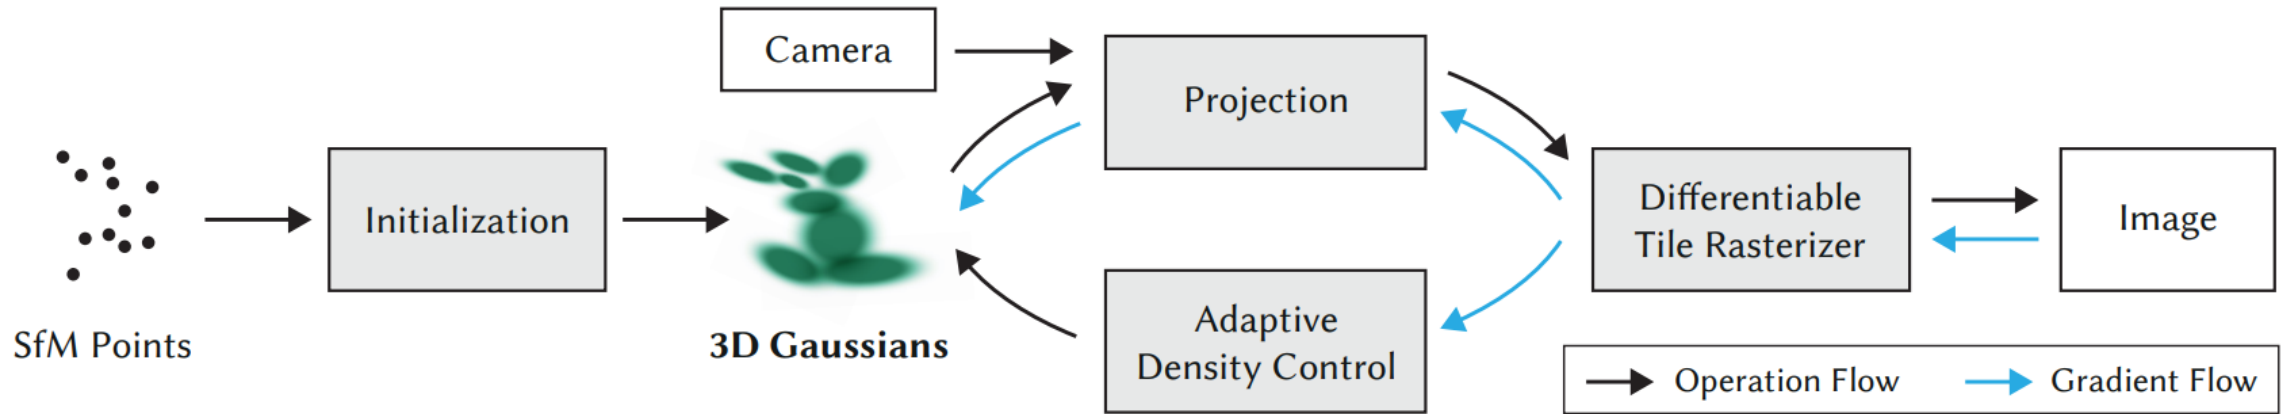 SfM Points
Initialization
Camera
3D Gaussians
Projection
Adaptive
Density Control
Differentiable
Tile Rasterizer
Image
Operation Flow
Gradient Flow